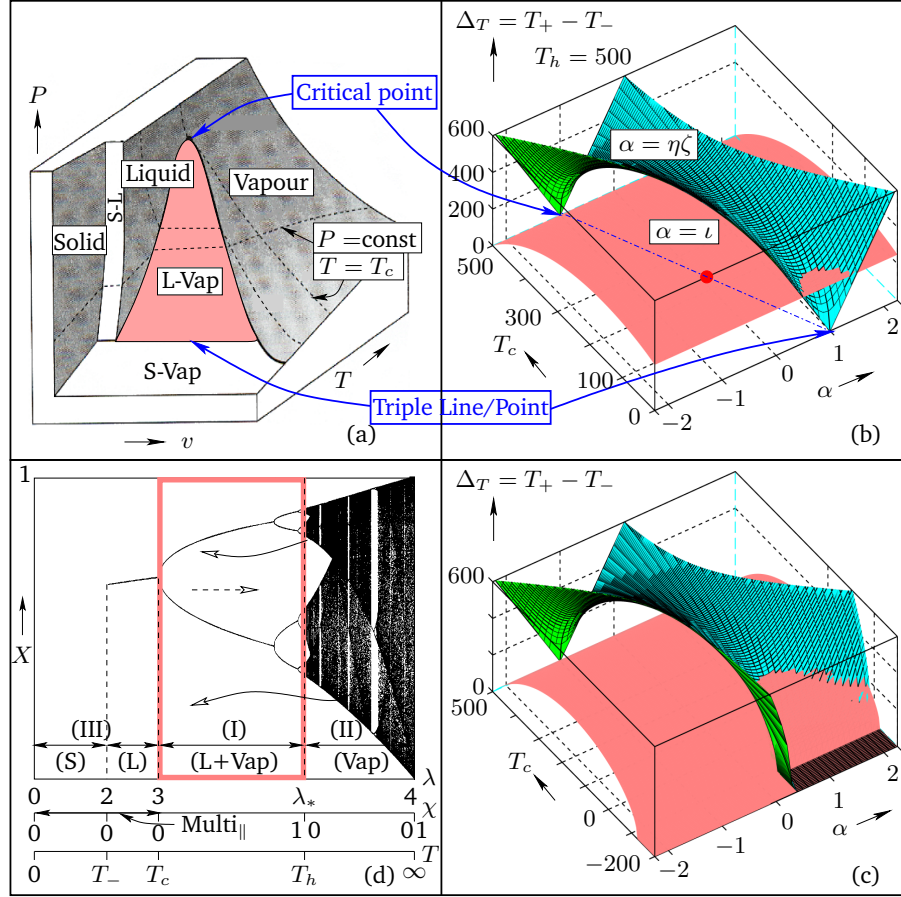 P
Critical point
Liquid
Vapour
S-L
Solid
P =const
T = T_c
L-Vap
S-Vap
T
Triple Line/Point
v
(a)
Δ_T = T_+ − T_−
T_h = 500
α = ηζ
α = ι
600
400
200
0
500
300
100
0
T_c
−2
−1
0
1
2
α
(b)
1
X
(III)
(I)
(II)
(S)
(L)
(L+Vap)
(Vap)
λ
0
2
3
λ_*
4
χ
Multi_∥
0
0
0
1 0
0 1
T
0
T_−
T_c
T_h
(d)
∞
Δ_T = T_+ − T_−
600
0
500
T_c
0
−200
−2
−1
0
1
2
α
(c)